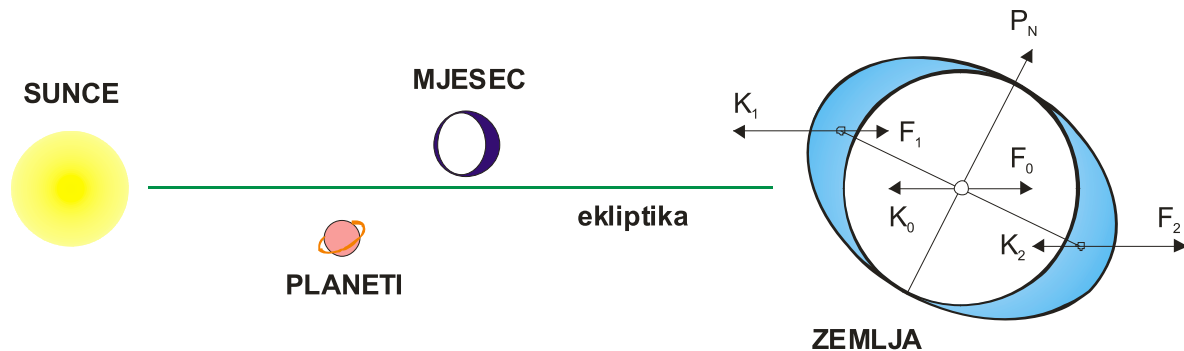 SUNCE
MJESEC
ekliptika
PLANETI
P_N
K_1
F_1
F_0
K_0
F_2
K_2
ZEMLJA